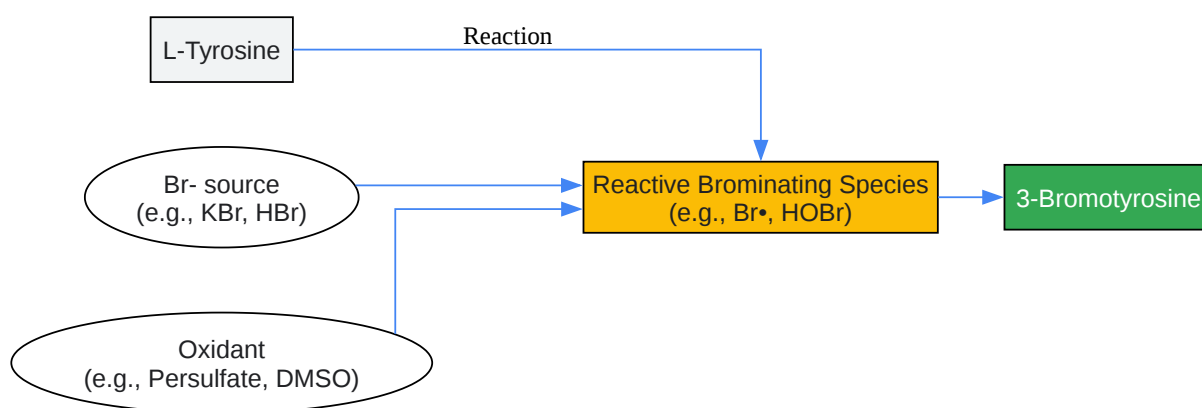 L-Tyrosine
Reaction
Br- source
(e.g., KBr, HBr)
Reactive Brominating Species
(e.g., Br•, HOBr)
3-Bromotyrosine
Oxidant
(e.g., Persulfate, DMSO)